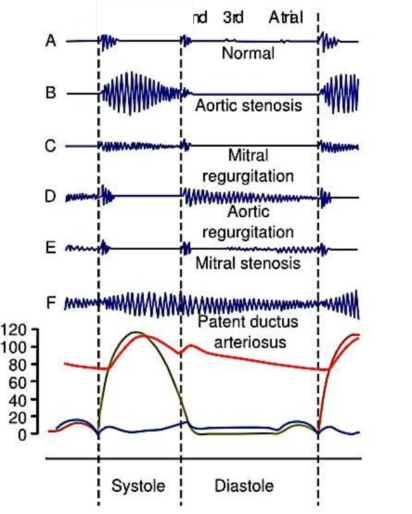 nd 3rd Atrial
A
Normal
B
Aortic stenosis
C
Mitral
regurgitation
D
Aortic
regurgitation
E
Mitral stenosis
F
Patent ductus
arteriosus
120
100
80
60
40
20
0
Systole Diastole